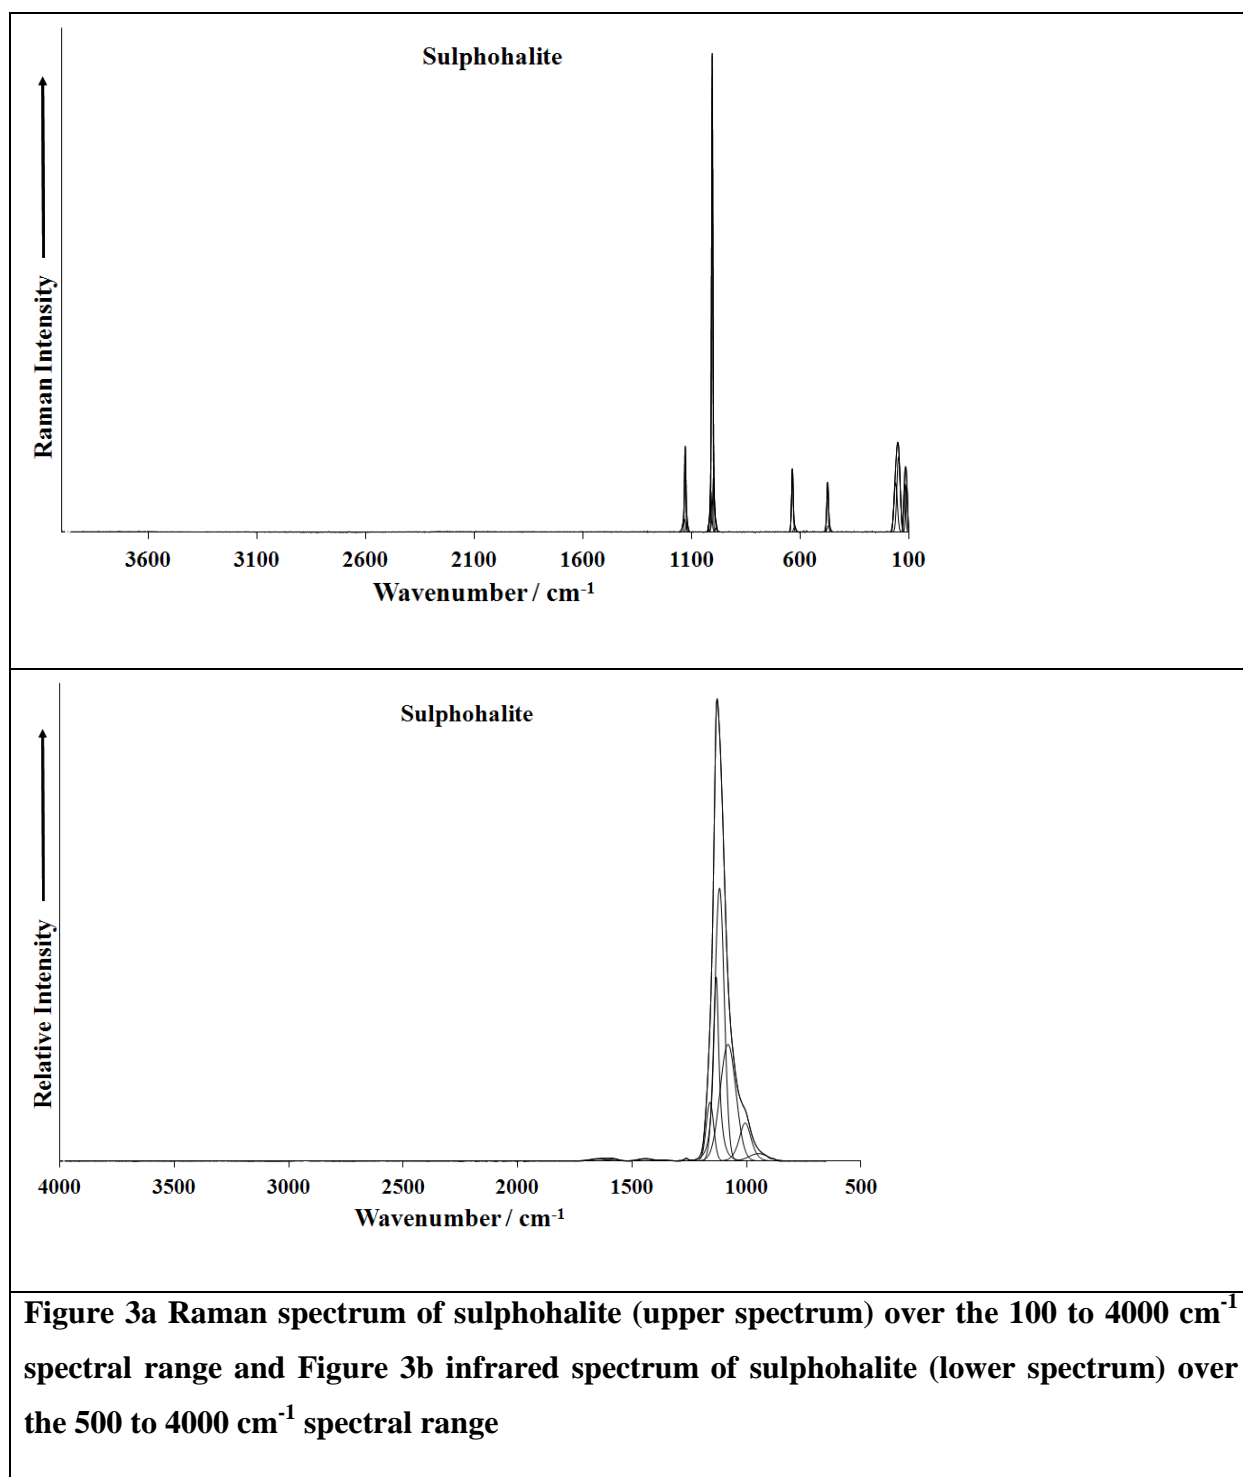 Sulphohalite
Raman Intensity
3600 3100 2600 2100 1600 1100 600 100
Wavenumber / cm-1
Sulphohalite
Relative Intensity
4000 3500 3000 2500 2000 1500 1000 500
Wavenumber / cm-1
Figure 3a Raman spectrum of sulphohalite (upper spectrum) over the 100 to 4000 cm-1
spectral range and Figure 3b infrared spectrum of sulphohalite (lower spectrum) over
the 500 to 4000 cm-1 spectral range